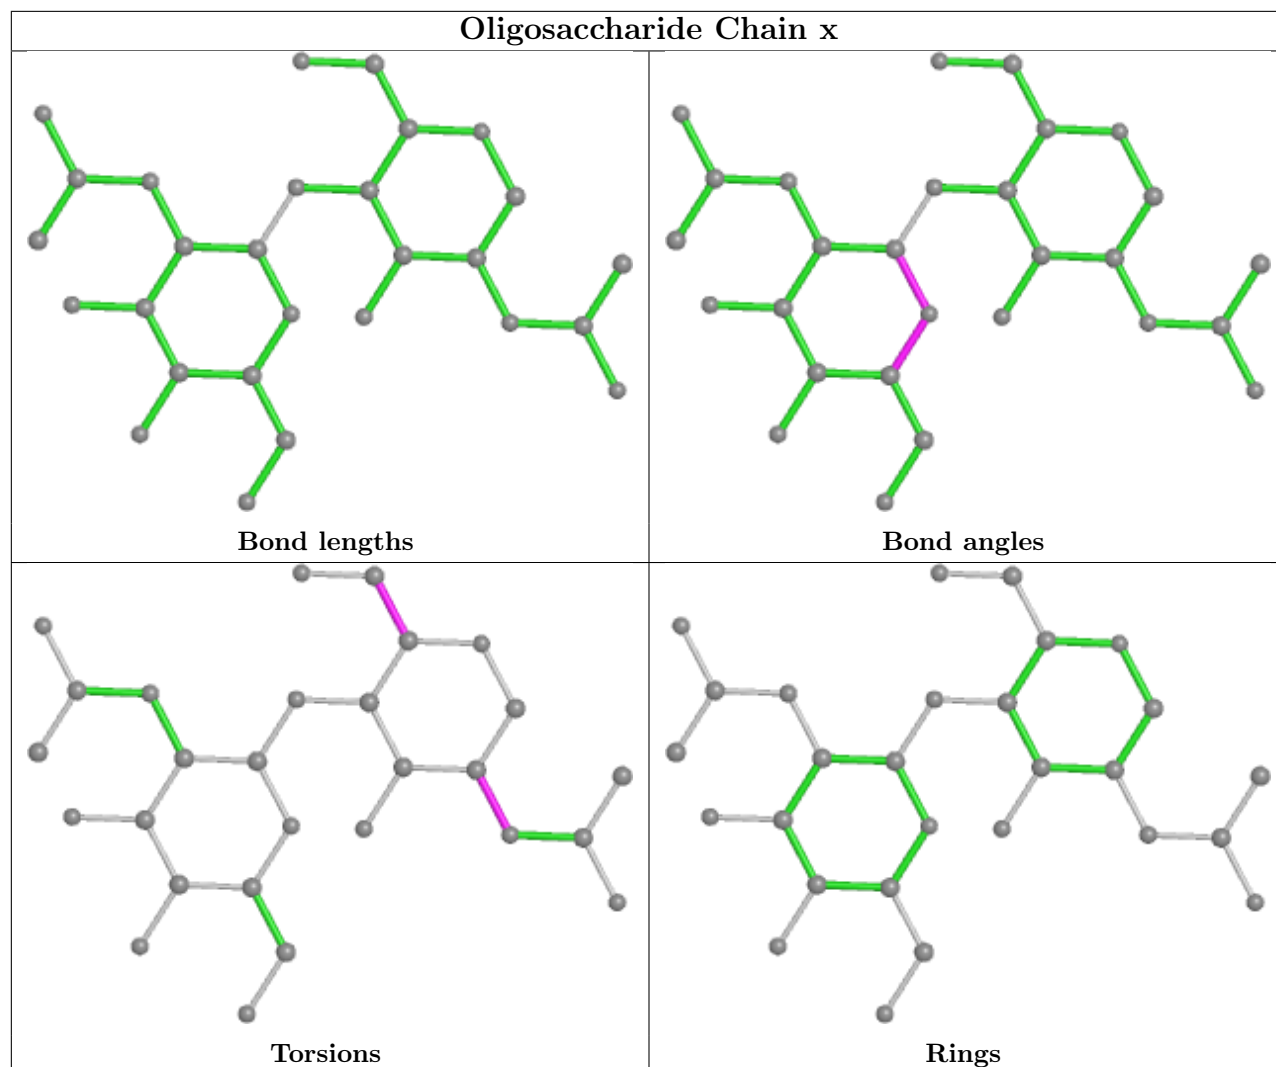 Oligosaccharide Chain x
Bond lengths
Bond angles
Torsions
Rings